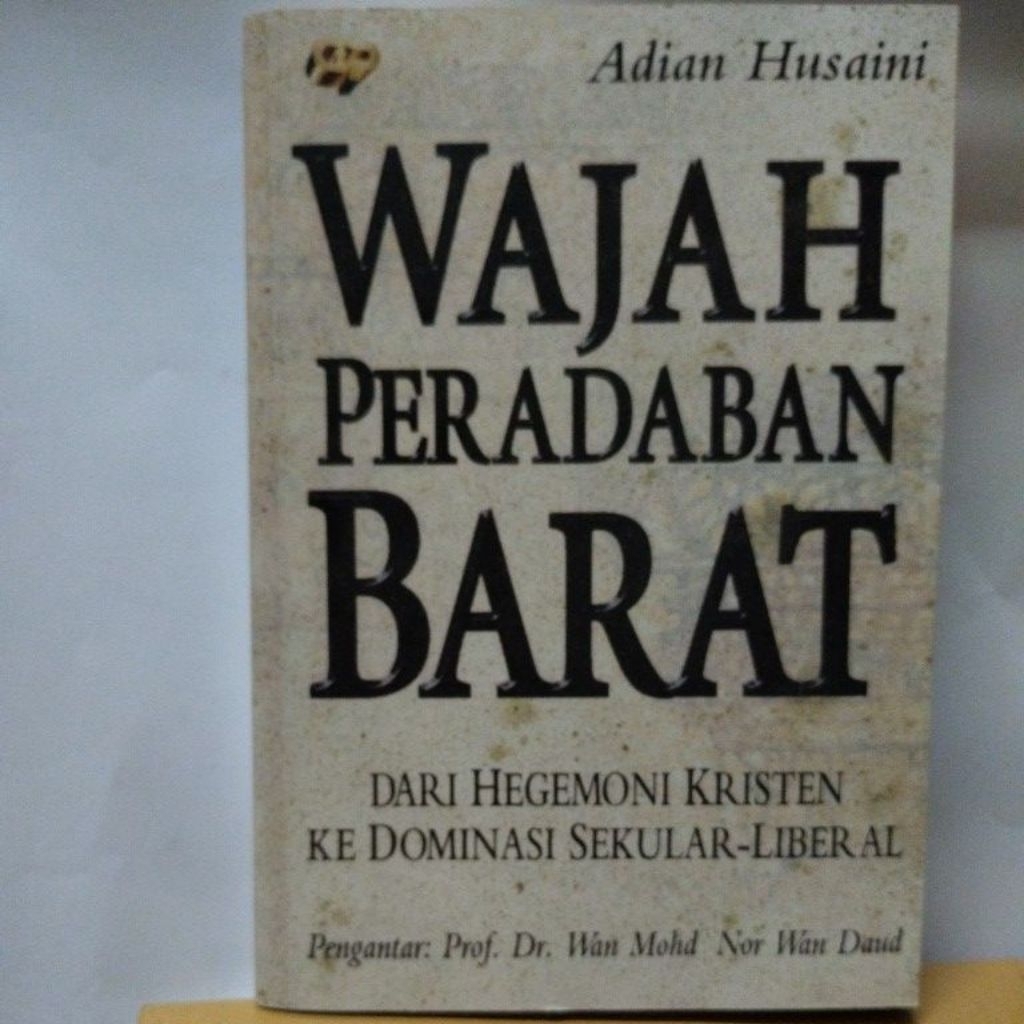 Adian Husaini
WAJAH
PERADABAN
BARAT
DARI HEGEMONI KRISTEN
KE DOMINASI SEKULAR-LIBERAL
Pengantar: Prof. Dr. Wan Mohd Nor Wan Daud